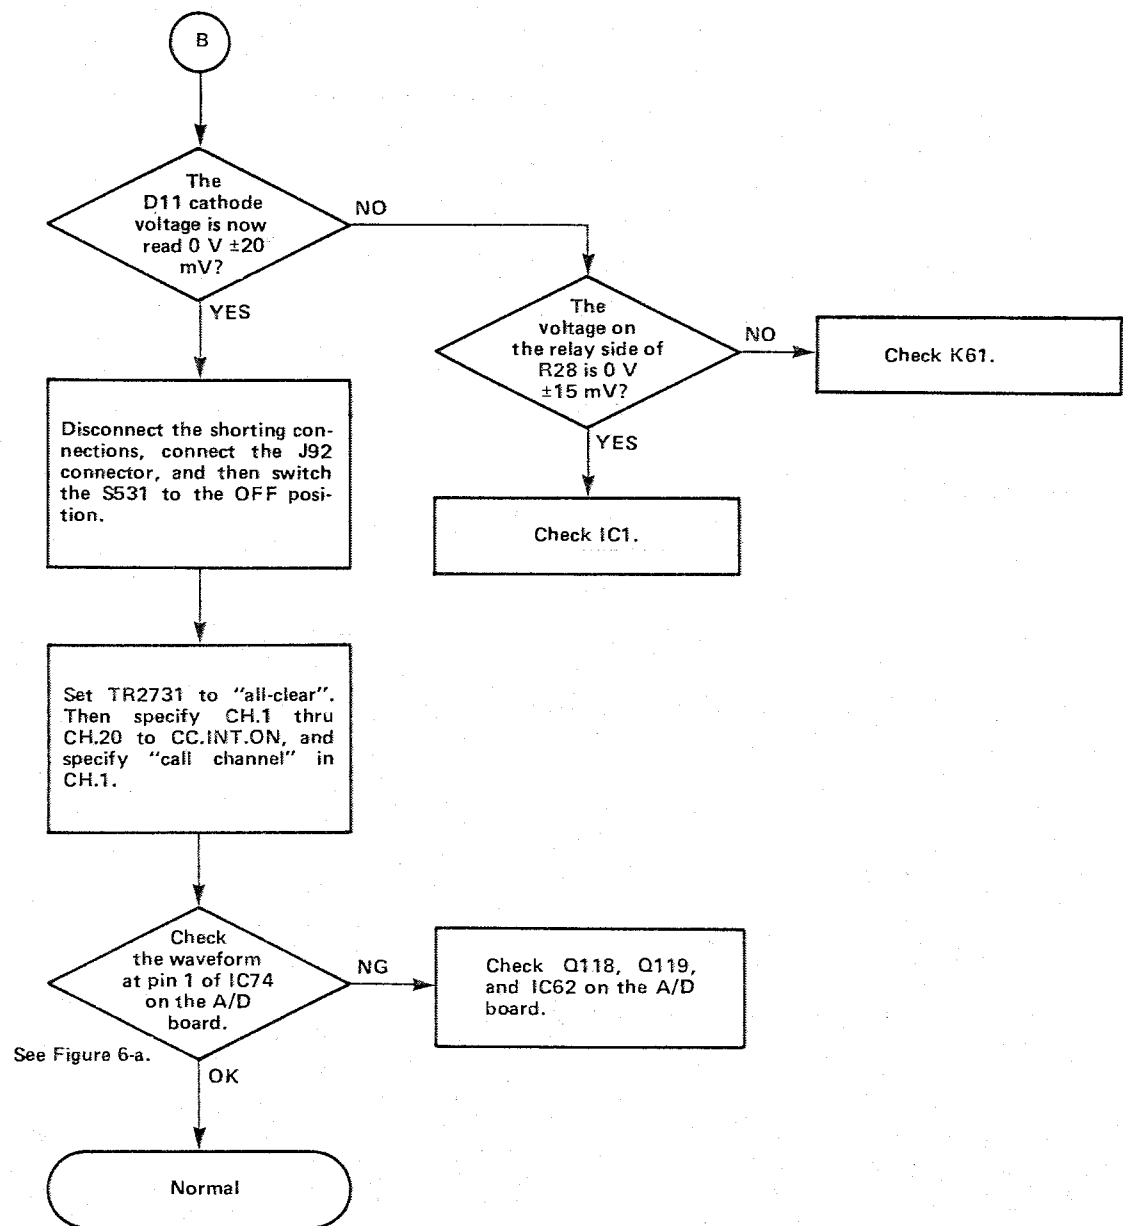 B
The
D11 cathode
voltage is now
read 0 V ±20
mV?
NO
YES
The
voltage on
the relay side of
R28 is 0 V
±15 mV?
NO
Check K61.
YES
Check IC1.
Disconnect the shorting con-
nections, connect the J92
connector, and then switch
the S531 to the OFF posi-
tion.
Set TR2731 to "all-clear".
Then specify CH.1 thru
CH.20 to CC.INT.ON, and
specify "call channel" in
CH.1.
Check
the waveform
at pin 1 of IC74
on the A/D
board.
NG
Check Q118, Q119,
and IC62 on the A/D
board.
See Figure 6-a.
OK
Normal